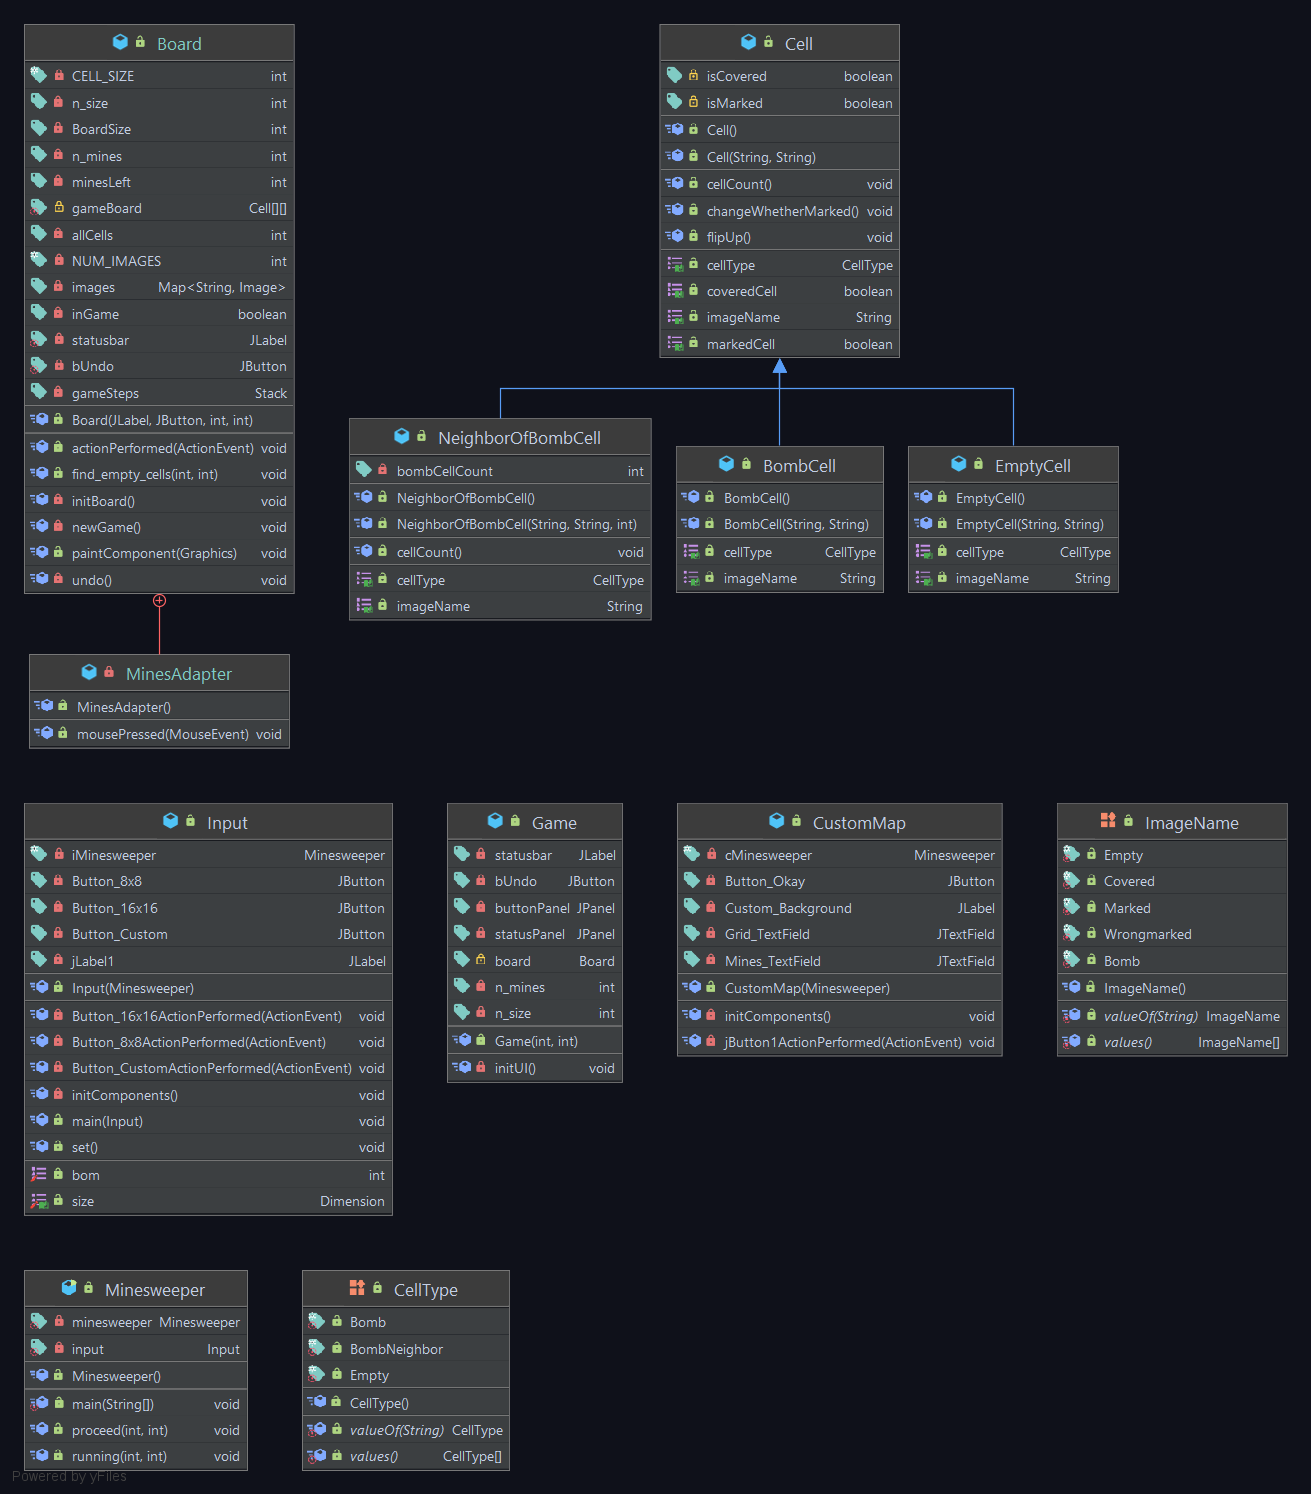 Board
CELL_SIZE int
n_size int
BoardSize int
n_mines int
minesLeft int
gameBoard Cell[][]
allCells int
NUM_IMAGES int
images Map<String, Image>
inGame boolean
statusbar JLabel
bUndo JButton
gameSteps Stack
Board(JLabel, JButton, int, int)
actionPerformed(ActionEvent) void
find_empty_cells(int, int) void
initBoard() void
newGame() void
paintComponent(Graphics) void
undo() void
Cell
isCovered boolean
isMarked boolean
Cell()
Cell(String, String)
cellCount() void
changeWhetherMarked() void
flipUp() void
cellType CellType
coveredCell boolean
imageName String
markedCell boolean
NeighborOfBombCell
bombCellCount int
NeighborOfBombCell()
NeighborOfBombCell(String, String, int)
cellCount() void
cellType CellType
imageName String
BombCell
BombCell()
BombCell(String, String)
cellType CellType
imageName String
EmptyCell
EmptyCell()
EmptyCell(String, String)
cellType CellType
imageName String
MinesAdapter
MinesAdapter()
mousePressed(MouseEvent) void
Input
iMinesweeper Minesweeper
Button_8x8 JButton
Button_16x16 JButton
Button_Custom JButton
jLabel1 JLabel
Input(Minesweeper)
Button_16x16ActionPerformed(ActionEvent) void
Button_8x8ActionPerformed(ActionEvent) void
Button_CustomActionPerformed(ActionEvent) void
initComponents() void
main(Input) void
set() void
bom int
size Dimension
Game
statusbar JLabel
bUndo JButton
buttonPanel JPanel
statusPanel JPanel
board Board
n_mines int
n_size int
Game(int, int)
initUI() void
CustomMap
cMinesweeper Minesweeper
Button_Okay JButton
Custom_Background JLabel
Grid_TextField JTextField
Mines_TextField JTextField
CustomMap(Minesweeper)
initComponents() void
jButton1ActionPerformed(ActionEvent) void
ImageName
Empty
Covered
Marked
Wrongmarked
Bomb
ImageName()
valueOf(String) ImageName
values() ImageName[]
Minesweeper
minesweeper Minesweeper
input Input
Minesweeper()
main(String[]) void
proceed(int, int) void
running(int, int) void
CellType
Bomb
BombNeighbor
Empty
CellType()
valueOf(String) CellType
values() CellType[]
Powered by yFiles